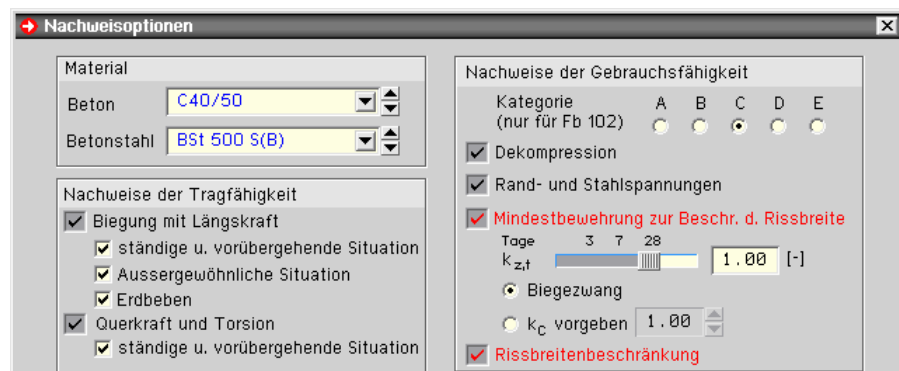 Nachweisoptionen
Material
Beton C40/50
Betonstahl BSt 500 S(B)
Nachweise der Tragfähigkeit
Biegung mit Längskraft
ständige u. vorübergehende Situation
Aussergewöhnliche Situation
Erdbeben
Querkraft und Torsion
ständige u. vorübergehende Situation
Nachweise der Gebrauchsfähigkeit
Kategorie A B C D E
(nur für Fb 102)
Dekompression
Rand- und Stahlspannungen
Mindestbewehrung zur Beschr. d. Rissbreite
Tage 3 7 28
kz,t 1.00 [-]
Biegezwang
kc vorgeben 1.00
Rissbreitenbeschränkung